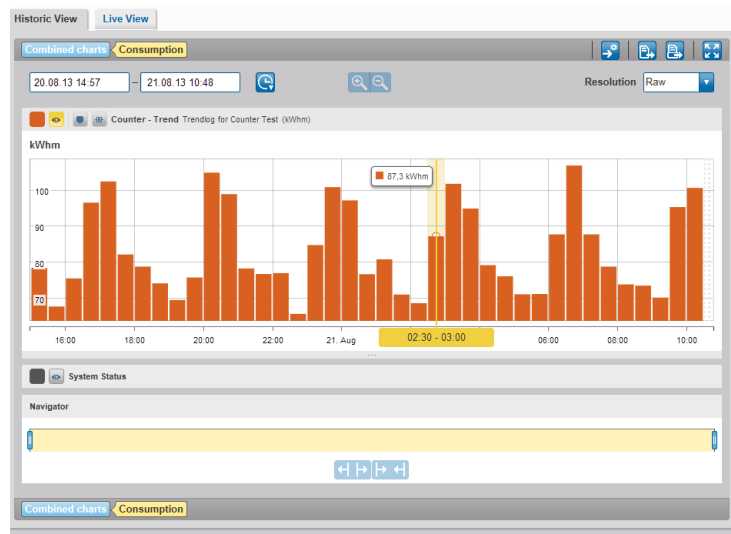 Historic View Live View
Combined charts Consumption
20.08.13 14:57 – 21.08.13 10:48 Resolution Raw
Counter - Trend Trendlog for Counter Test (kWhm)
kWhm
87,3 kWhm
100
90
80
70
16:00 18:00 20:00 22:00 21. Aug 02:30 - 03:00 06:00 08:00 10:00
System Status
Navigator
Combined charts Consumption